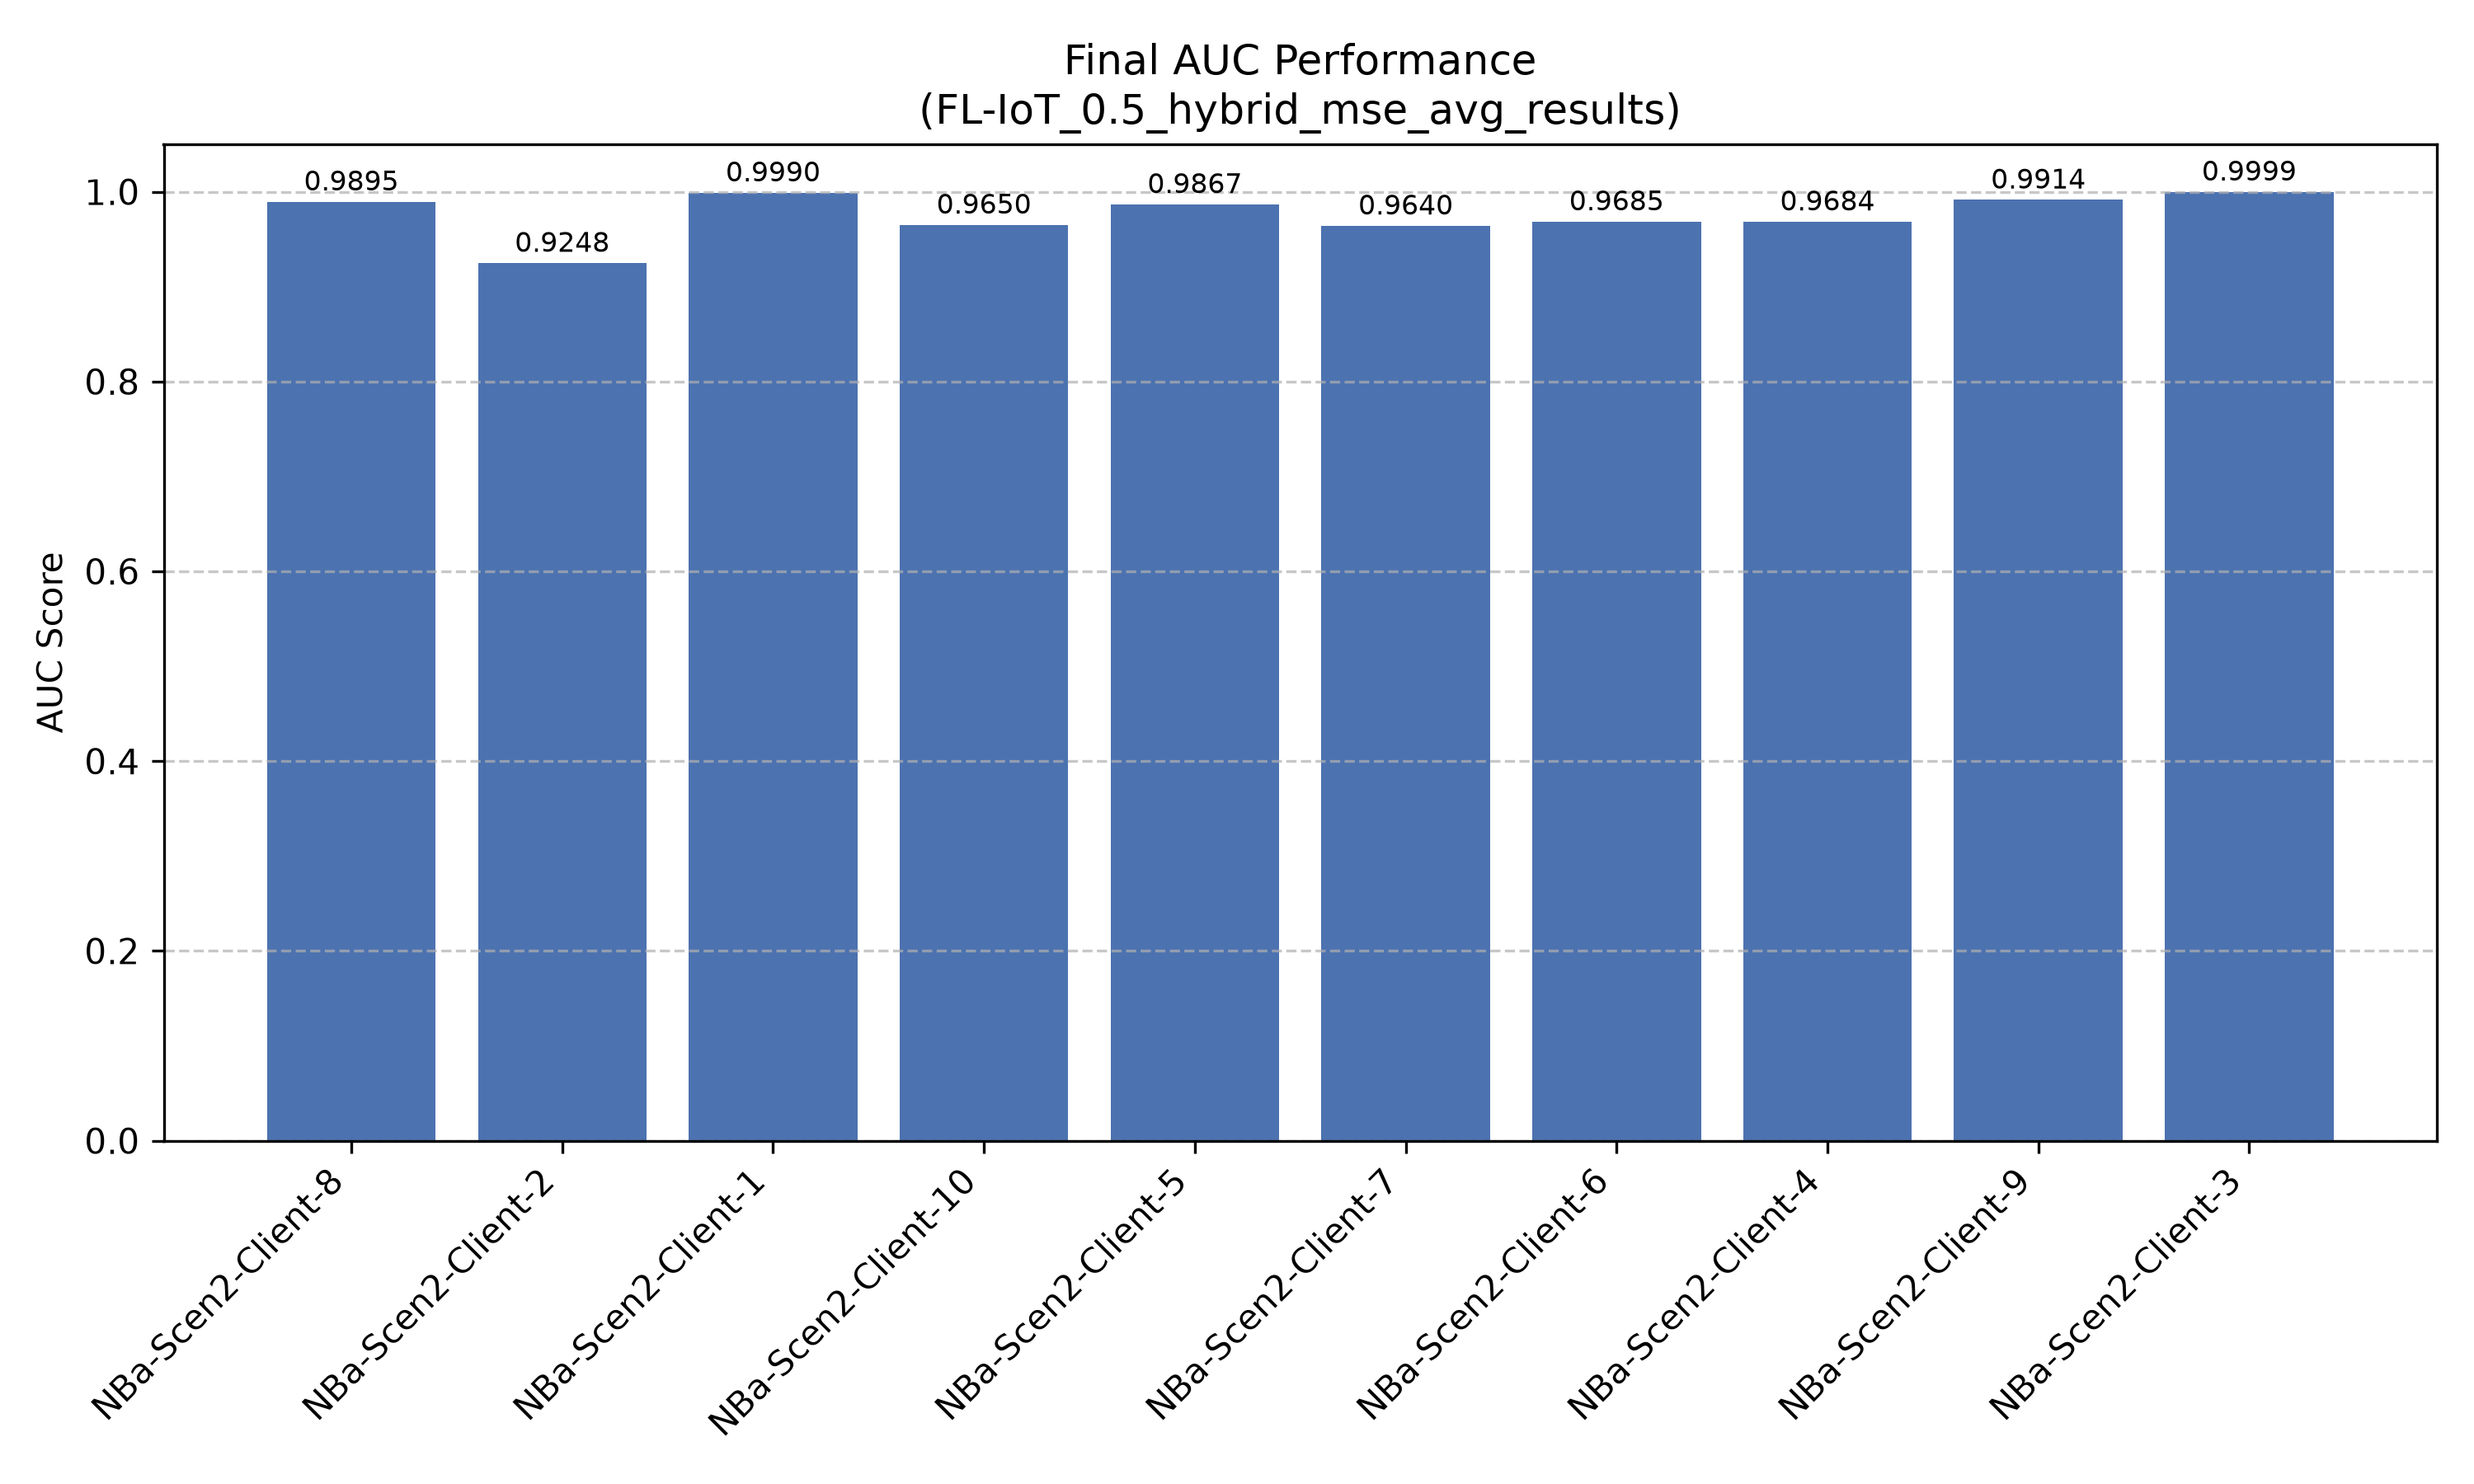 Final AUC Performance
(FL-IoT_0.5_hybrid_mse_avg_results)
AUC Score
1.0
0.8
0.6
0.4
0.2
0.0
0.9895
0.9248
0.9990
0.9650
0.9867
0.9640
0.9685
0.9684
0.9914
0.9999
NBa-Scen2-Client-8
NBa-Scen2-Client-2
NBa-Scen2-Client-1
NBa-Scen2-Client-10
NBa-Scen2-Client-5
NBa-Scen2-Client-7
NBa-Scen2-Client-6
NBa-Scen2-Client-4
NBa-Scen2-Client-9
NBa-Scen2-Client-3